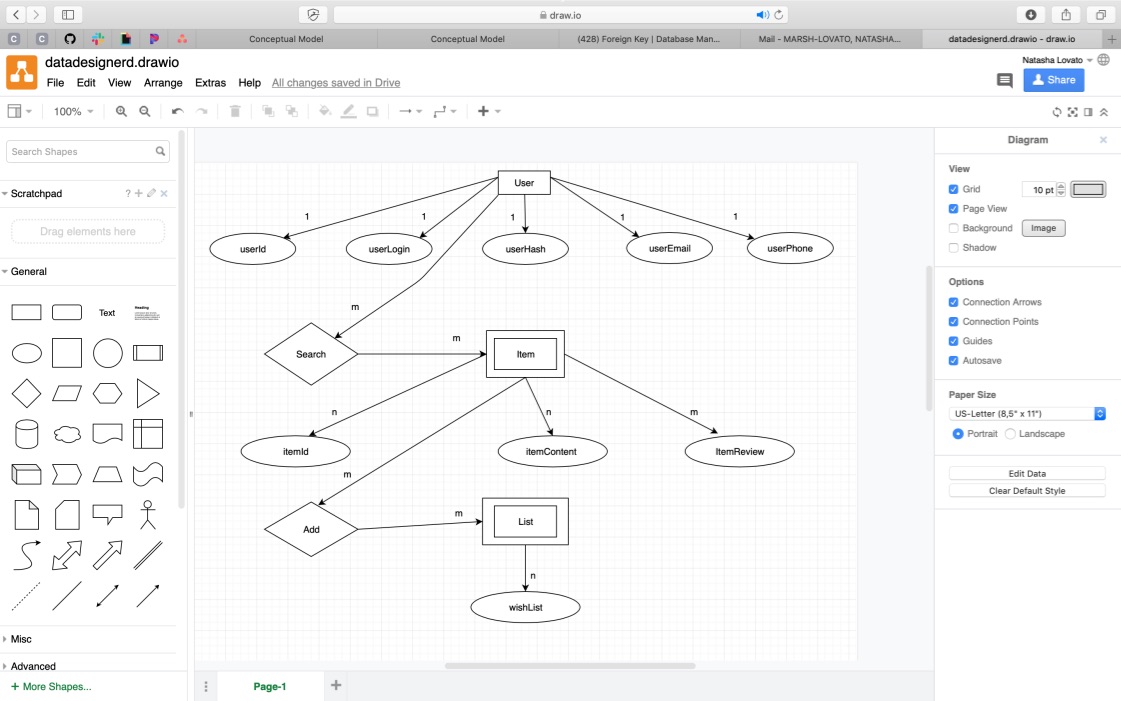 draw.io
C
C
Conceptual Model
Conceptual Model
(428) Foreign Key | Database Man...
Mail - MARSH-LOVATO, NATASHA...
datadesignerd.drawio - draw.io
datadesignerd.drawio
Natasha Lovato
File Edit View Arrange Extras Help All changes saved in Drive
Share
100%
Search Shapes
Scratchpad
?
Drag elements here
General
Text
Heading
Misc
Advanced
+ More Shapes...
User
1
1
1
1
1
userId
userLogin
userHash
userEmail
userPhone
m
Search
m
Item
n
n
m
itemId
itemContent
ItemReview
m
Add
m
List
n
wishList
Page-1
Diagram
View
Grid
10 pt
Page View
Background
Image
Shadow
Options
Connection Arrows
Connection Points
Guides
Autosave
Paper Size
US-Letter (8,5" x 11")
Portrait Landscape
Edit Data
Clear Default Style